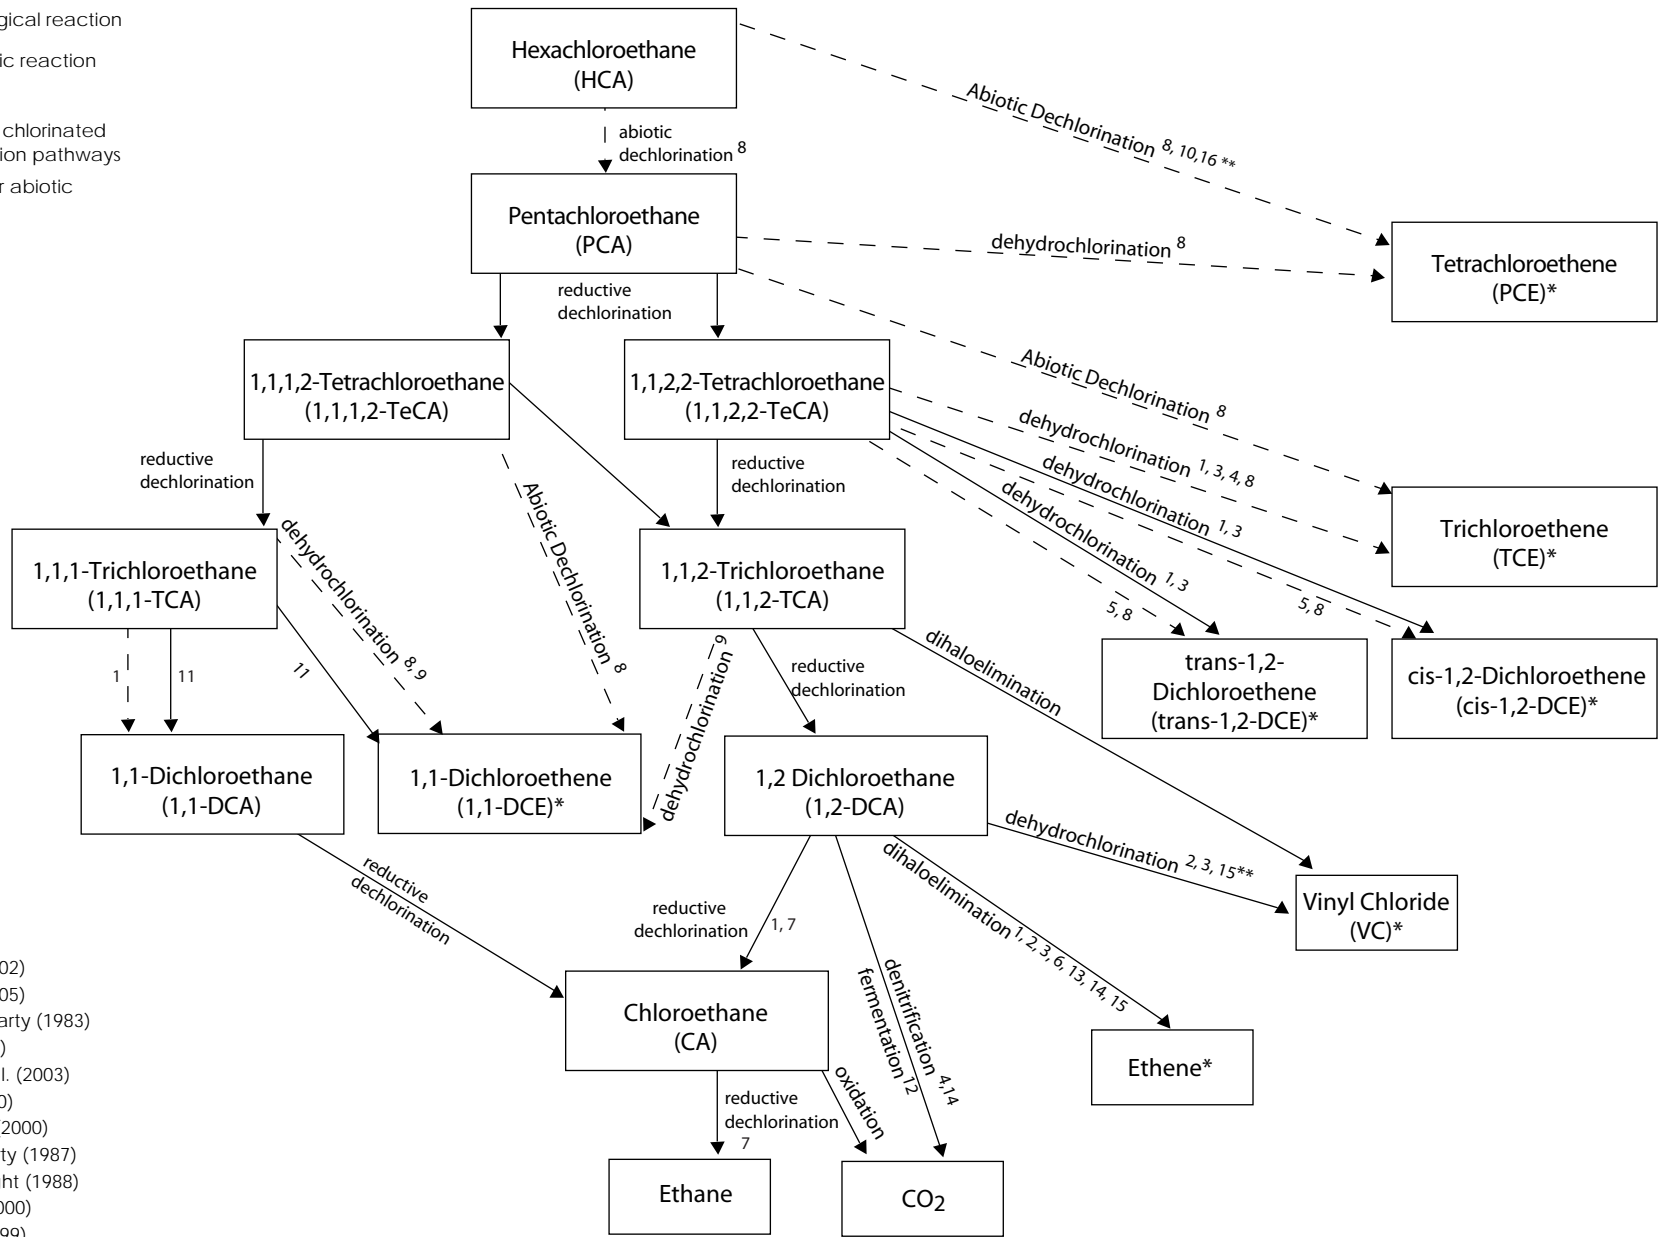 gical reaction
ic reaction
chlorinated
ion pathways
r abiotic
Hexachloroethane
(HCA)
abiotic
dechlorination 8
Abiotic Dechlorination 8, 10,16 **
Pentachloroethane
(PCA)
dehydrochlorination 8
Tetrachloroethene
(PCE)*
reductive
dechlorination
Abiotic Dechlorination 8
1,1,1,2-Tetrachloroethane
(1,1,1,2-TeCA)
1,1,2,2-Tetrachloroethane
(1,1,2,2-TeCA)
dehydrochlorination 1, 3, 4, 8
dehydrochlorination 1, 3
dehydrochlorination 1, 3
5, 8
5, 8
Trichloroethene
(TCE)*
reductive
dechlorination
Abiotic Dechlorination 8
reductive
dechlorination
1,1,1-Trichloroethane
(1,1,1-TCA)
dehydrochlorination 8, 9
1,1,2-Trichloroethane
(1,1,2-TCA)
trans-1,2-
Dichloroethene
(trans-1,2-DCE)*
cis-1,2-Dichloroethene
(cis-1,2-DCE)*
1
11
11
dehydrochlorination 9
reductive
dechlorination
dihaloelimination
1,1-Dichloroethane
(1,1-DCA)
1,1-Dichloroethene
(1,1-DCE)*
1,2 Dichloroethane
(1,2-DCA)
dehydrochlorination 2, 3, 15**
Vinyl Chloride
(VC)*
reductive
dechlorination
reductive
dechlorination
1, 7
dihaloelimination 1, 2, 3, 6, 13, 14, 15
denitrification 4,14
fermentation 12
Chloroethane
(CA)
Ethene*
reductive
dechlorination
7
oxidation
Ethane
CO2
02)
05)
arty (1983)
)
l. (2003)
0)
(2000)
ty (1987)
ht (1988)
000)
99)